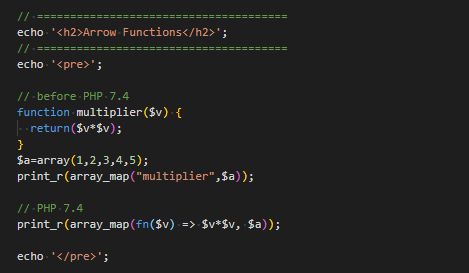 // ======================================
echo '<h2>Arrow Functions</h2>';
// ======================================
echo '<pre>';
// before PHP 7.4
function multiplier($v) {
  return($v*$v);
}
$a=array(1,2,3,4,5);
print_r(array_map("multiplier",$a));
// PHP 7.4
print_r(array_map(fn($v) => $v*$v, $a));
echo '</pre>';